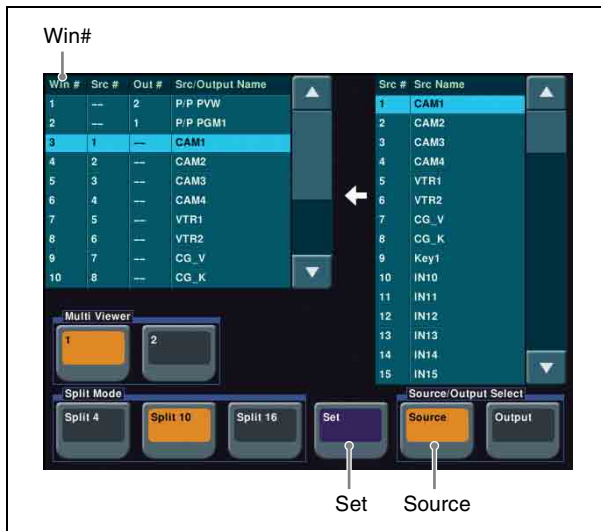 Win#
Win # Src # Out # Src/Output Name
1 --- 2 P/P PVW
2 --- 1 P/P PGM1
3 1 --- CAM1
4 2 --- CAM2
5 3 --- CAM3
6 4 --- CAM4
7 5 --- VTR1
8 6 --- VTR2
9 7 --- CG_V
10 8 --- CG_K
Src # Src Name
1 CAM1
2 CAM2
3 CAM3
4 CAM4
5 VTR1
6 VTR2
7 CG_V
8 CG_K
9 Key1
10 IN10
11 IN11
12 IN12
13 IN13
14 IN14
15 IN15
Multi Viewer
1 2
Split Mode
Split 4 Split 10 Split 16
Set
Source/Output Select
Source Output
Set Source